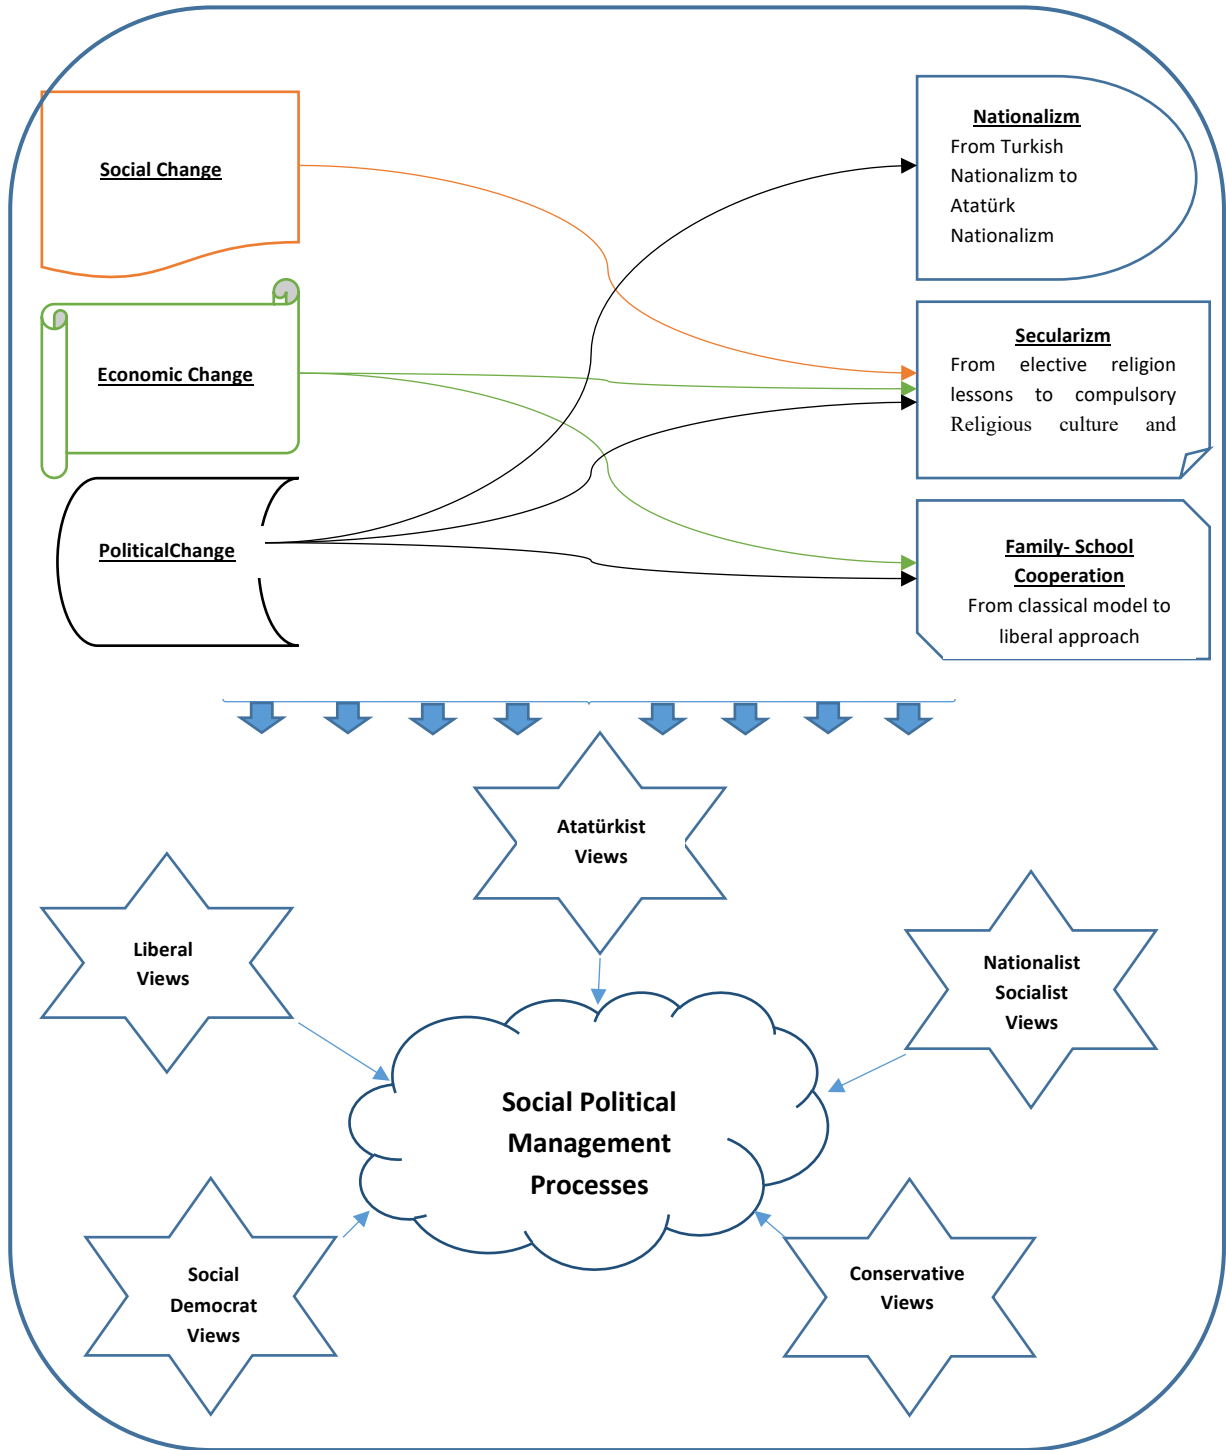 Social Change
Economic Change
PoliticalChange
Nationalizm
From Turkish
Nationalizm to
Atatürk
Nationalizm
Secularizm
From elective religion
lessons to compulsory
Religious culture and
Family- School
Cooperation
From classical model to
liberal approach
Atatürkist
Views
Liberal
Views
Nationalist
Socialist
Views
Social Political
Management
Processes
Social
Democrat
Views
Conservative
Views